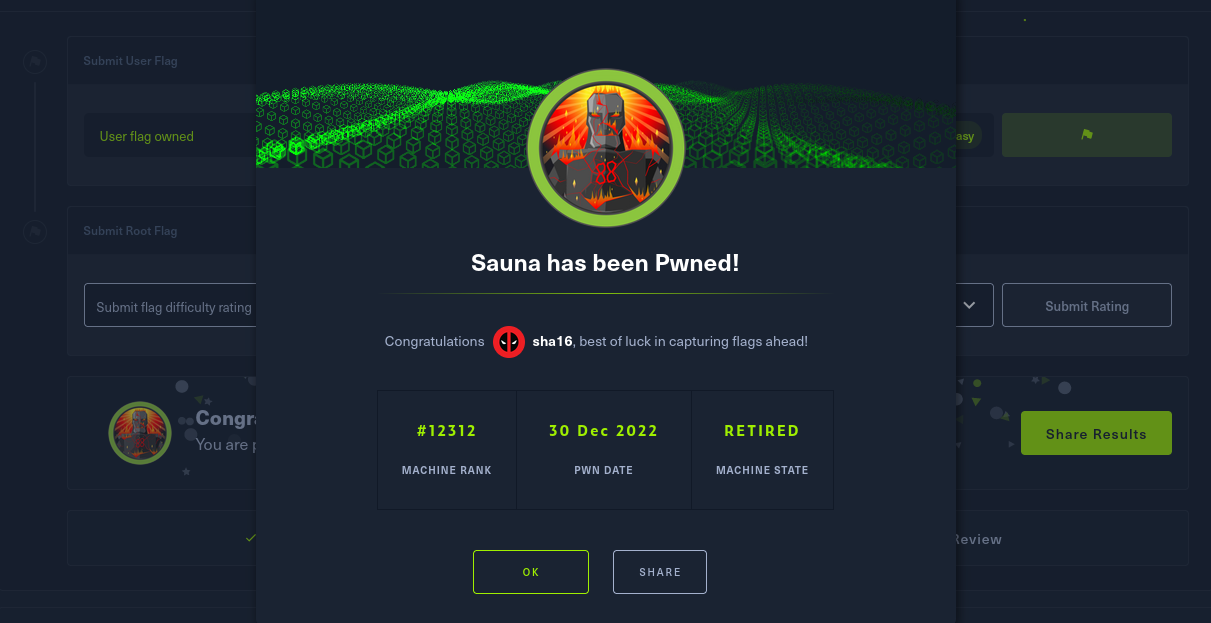 Submit User Flag
User flag owned
asy
Submit Root Flag
Submit flag difficulty rating
Submit Rating
Sauna has been Pwned!
Congratulations sha16, best of luck in capturing flags ahead!
#12312 30 Dec 2022 RETIRED
MACHINE RANK PWN DATE MACHINE STATE
OK SHARE
Congra
You are p
Share Results
Review